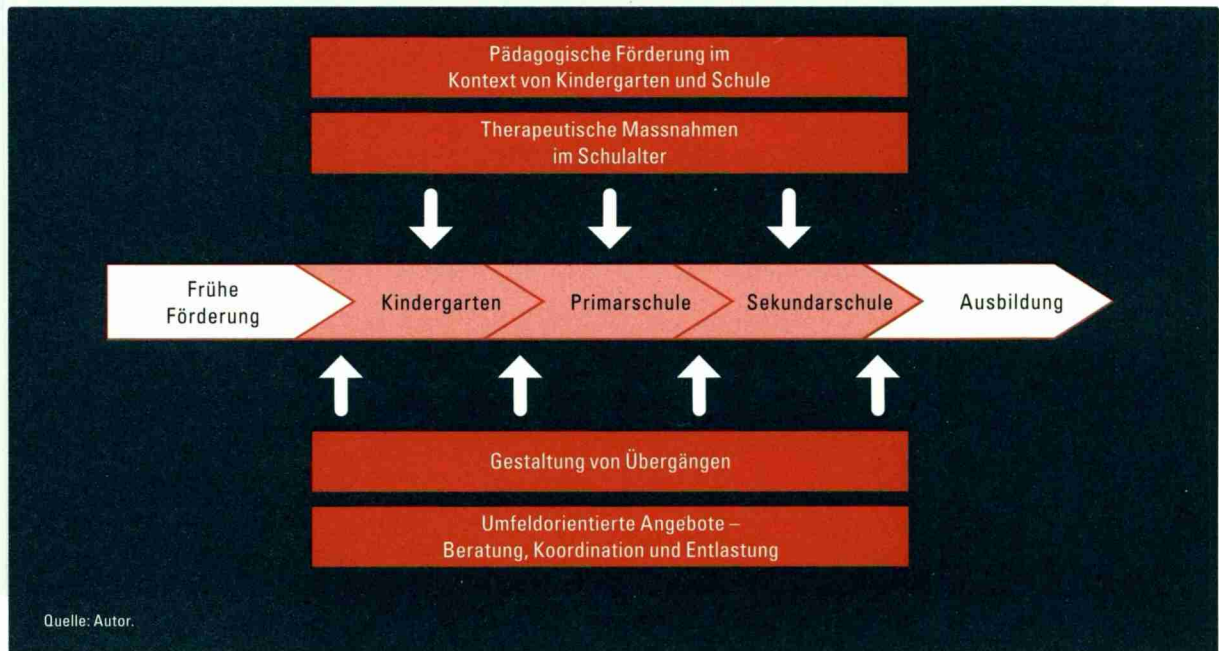 Pädagogische Förderung im
Kontext von Kindergarten und Schule
Therapeutische Massnahmen
im Schulalter
Frühe
Förderung
Kindergarten
Primarschule
Sekundarschule
Ausbildung
Gestaltung von Übergängen
Umfeldorientierte Angebote –
Beratung, Koordination und Entlastung
Quelle: Autor.